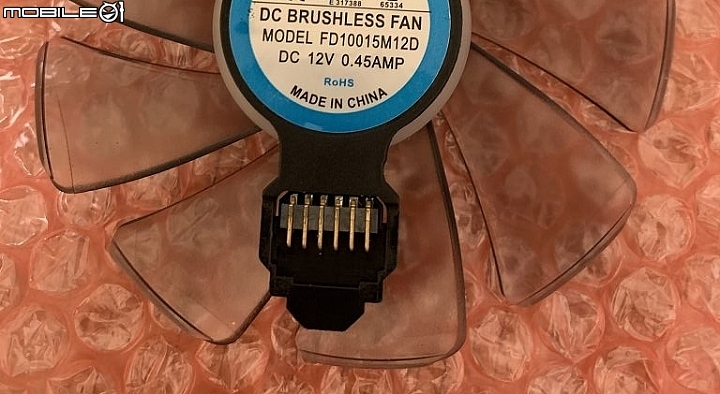 MOBILE01
E317388 65334
DC BRUSHLESS FAN
MODEL FD10015M12D
DC 12V 0.45AMP
RoHS
MADE IN CHINA